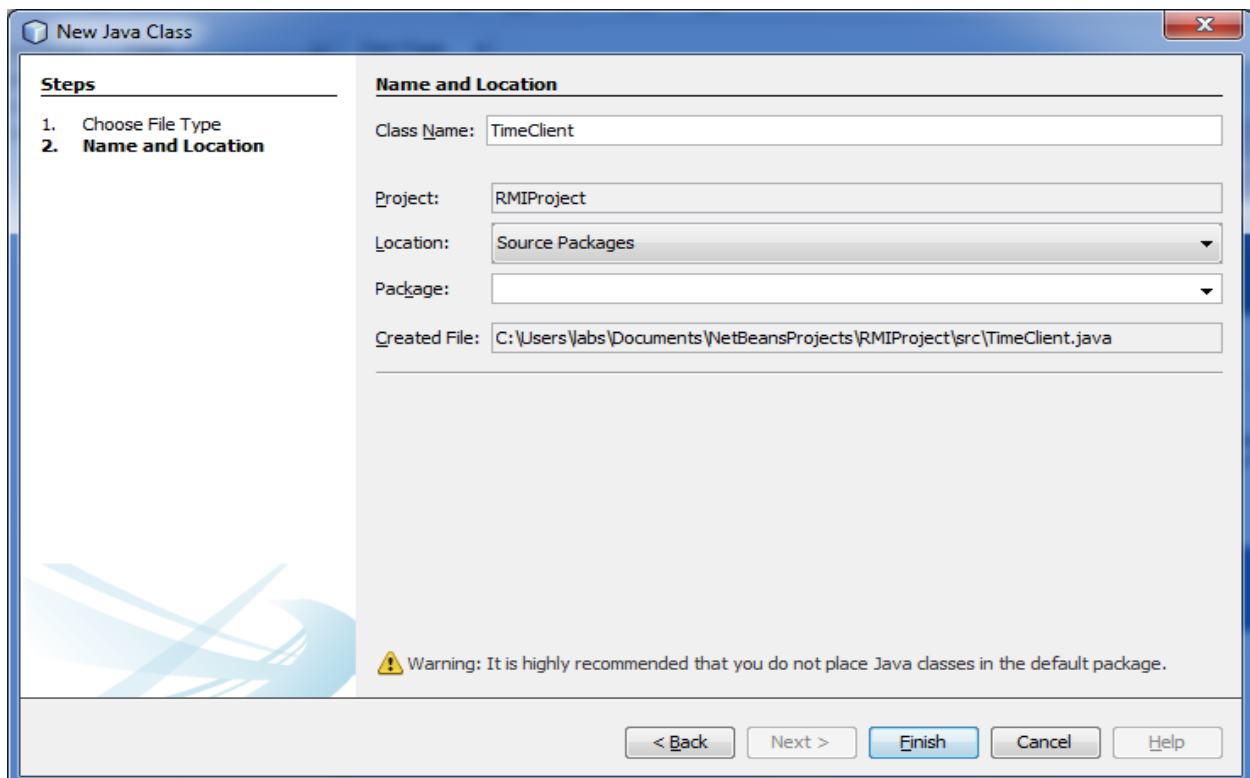 New Java Class
X
Steps
1. Choose File Type
2. Name and Location
Name and Location
Class Name: TimeClient
Project: RMIProject
Location: Source Packages
Package:
Created File: C:\Users\labs\Documents\NetBeansProjects\RMIProject\src\TimeClient.java
Warning: It is highly recommended that you do not place Java classes in the default package.
< Back Next > Finish Cancel Help